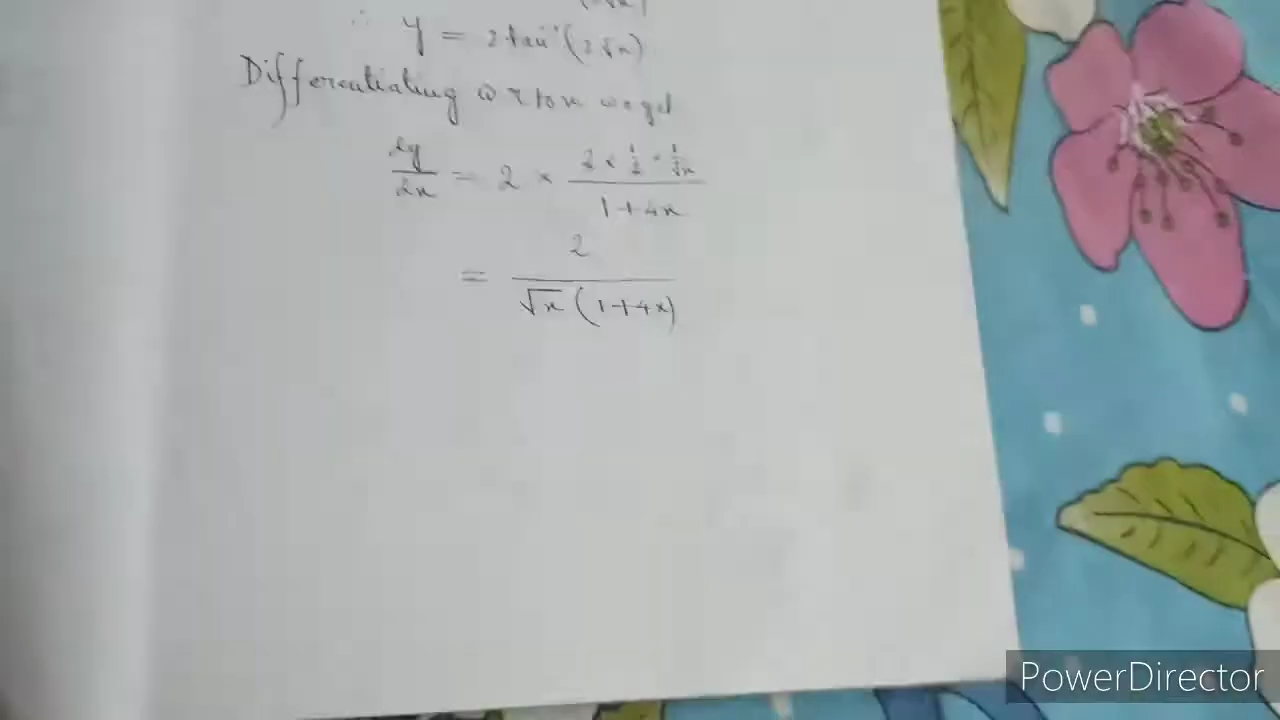 ∴ y = 2 tan⁻¹(2√x)
Differentiating w r to x we get
dy/dx = 2 × (2 × 1/2 × 1/√x)/(1+4x)
= 2/(√x (1+4x))
PowerDirector